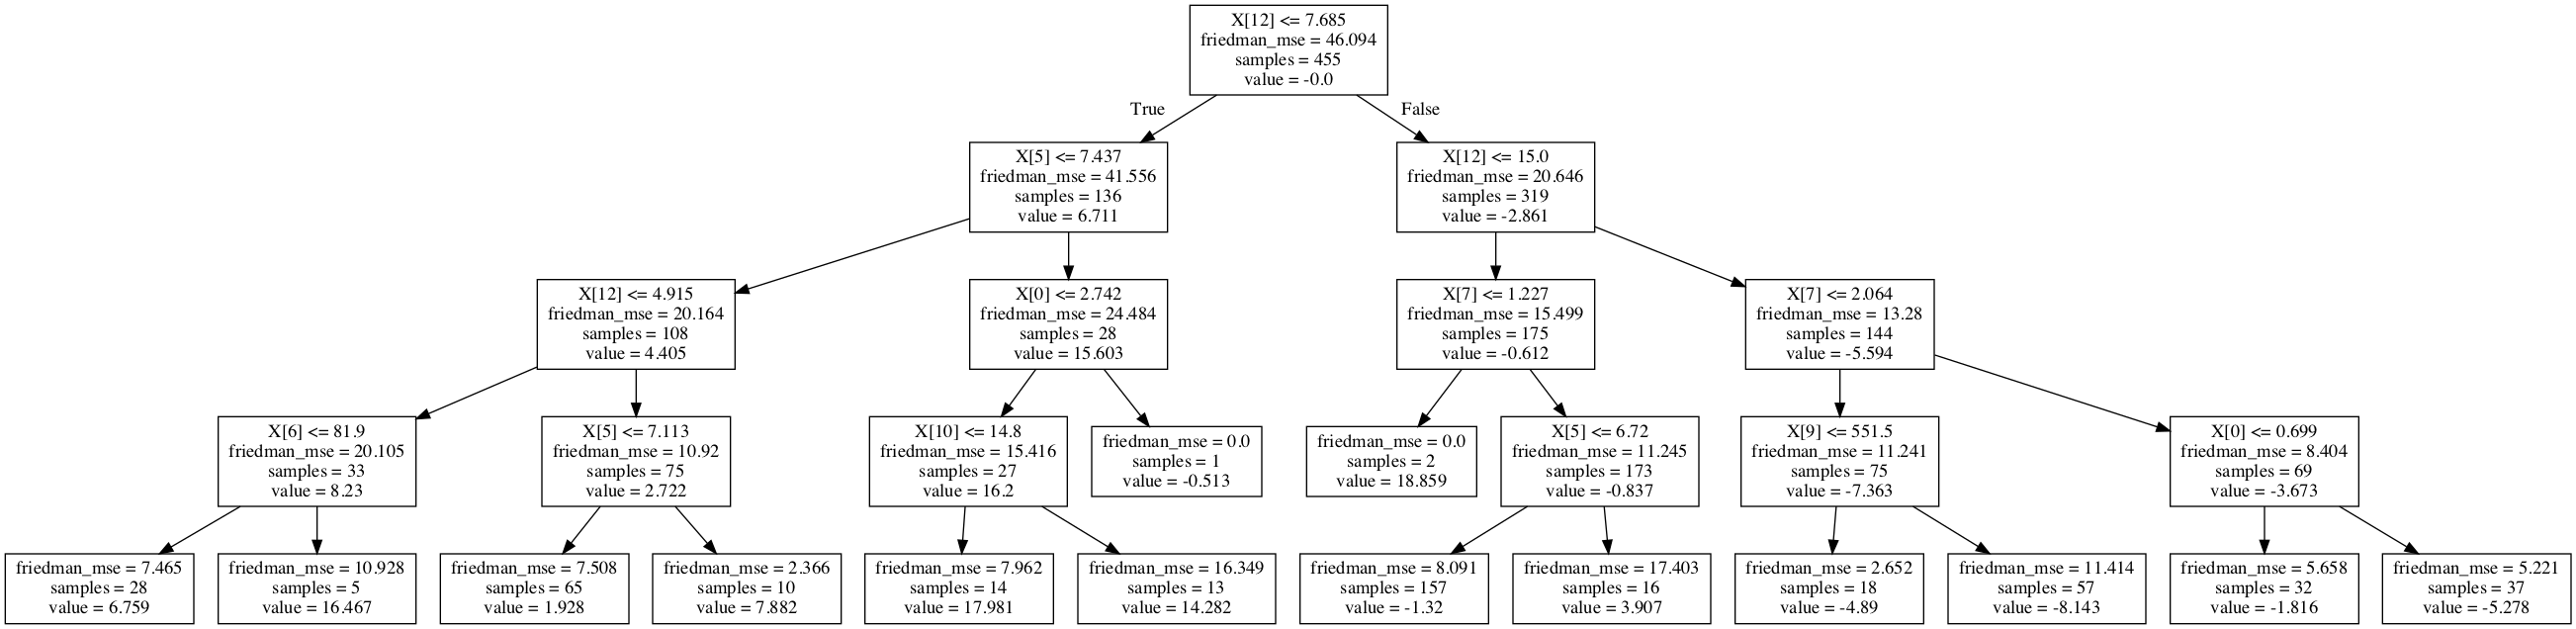 X[12] <= 7.685
friedman_mse = 46.094
samples = 455
value = -0.0
True
False
X[5] <= 7.437
friedman_mse = 41.556
samples = 136
value = 6.711
X[12] <= 15.0
friedman_mse = 20.646
samples = 319
value = -2.861
X[12] <= 4.915
friedman_mse = 20.164
samples = 108
value = 4.405
X[0] <= 2.742
friedman_mse = 24.484
samples = 28
value = 15.603
X[7] <= 1.227
friedman_mse = 15.499
samples = 175
value = -0.612
X[7] <= 2.064
friedman_mse = 13.28
samples = 144
value = -5.594
X[6] <= 81.9
friedman_mse = 20.105
samples = 33
value = 8.23
X[5] <= 7.113
friedman_mse = 10.92
samples = 75
value = 2.722
X[10] <= 14.8
friedman_mse = 15.416
samples = 27
value = 16.2
friedman_mse = 0.0
samples = 1
value = -0.513
friedman_mse = 0.0
samples = 2
value = 18.859
X[5] <= 6.72
friedman_mse = 11.245
samples = 173
value = -0.837
X[9] <= 551.5
friedman_mse = 11.241
samples = 75
value = -7.363
X[0] <= 0.699
friedman_mse = 8.404
samples = 69
value = -3.673
friedman_mse = 7.465
samples = 28
value = 6.759
friedman_mse = 10.928
samples = 5
value = 16.467
friedman_mse = 7.508
samples = 65
value = 1.928
friedman_mse = 2.366
samples = 10
value = 7.882
friedman_mse = 7.962
samples = 14
value = 17.981
friedman_mse = 16.349
samples = 13
value = 14.282
friedman_mse = 8.091
samples = 157
value = -1.32
friedman_mse = 17.403
samples = 16
value = 3.907
friedman_mse = 2.652
samples = 18
value = -4.89
friedman_mse = 11.414
samples = 57
value = -8.143
friedman_mse = 5.658
samples = 32
value = -1.816
friedman_mse = 5.221
samples = 37
value = -5.278